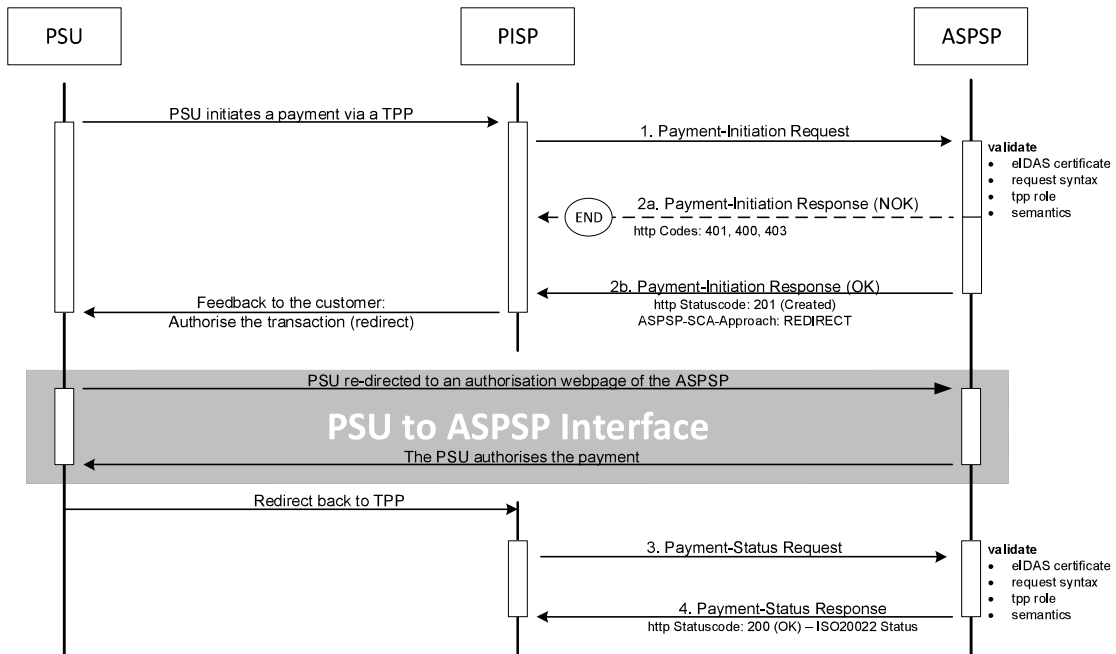 PSU
PISP
ASPSP
PSU initiates a payment via a TPP
1. Payment-Initiation Request
validate
• eIDAS certificate
• request syntax
• tpp role
• semantics
2a. Payment-Initiation Response (NOK)
END
http Codes: 401, 400, 403
2b. Payment-Initiation Response (OK)
http Statuscode: 201 (Created)
ASPSP-SCA-Approach: REDIRECT
Feedback to the customer:
Authorise the transaction (redirect)
PSU re-directed to an authorisation webpage of the ASPSP
PSU to ASPSP Interface
The PSU authorises the payment
Redirect back to TPP
3. Payment-Status Request
validate
• eIDAS certificate
• request syntax
• tpp role
• semantics
4. Payment-Status Response
http Statuscode: 200 (OK) – ISO20022 Status